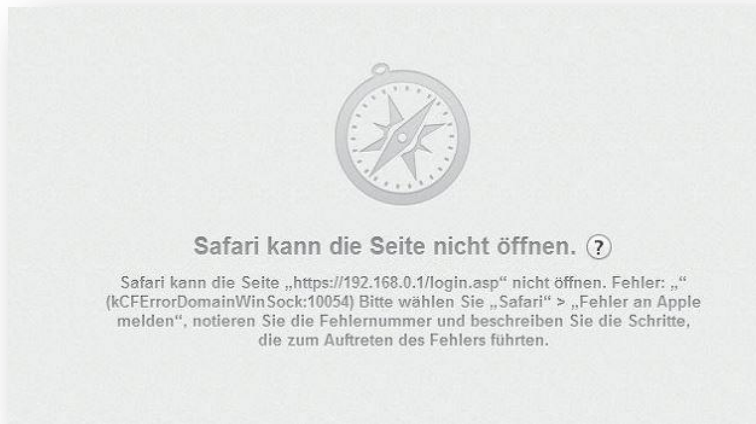 Safari kann die Seite nicht öffnen. ?
Safari kann die Seite „https://192.168.0.1/login.asp“ nicht öffnen. Fehler: „“
(kCFErrorDomainWinSock:10054) Bitte wählen Sie „Safari“ > „Fehler an Apple
melden“, notieren Sie die Fehlernummer und beschreiben Sie die Schritte,
die zum Auftreten des Fehlers führten.